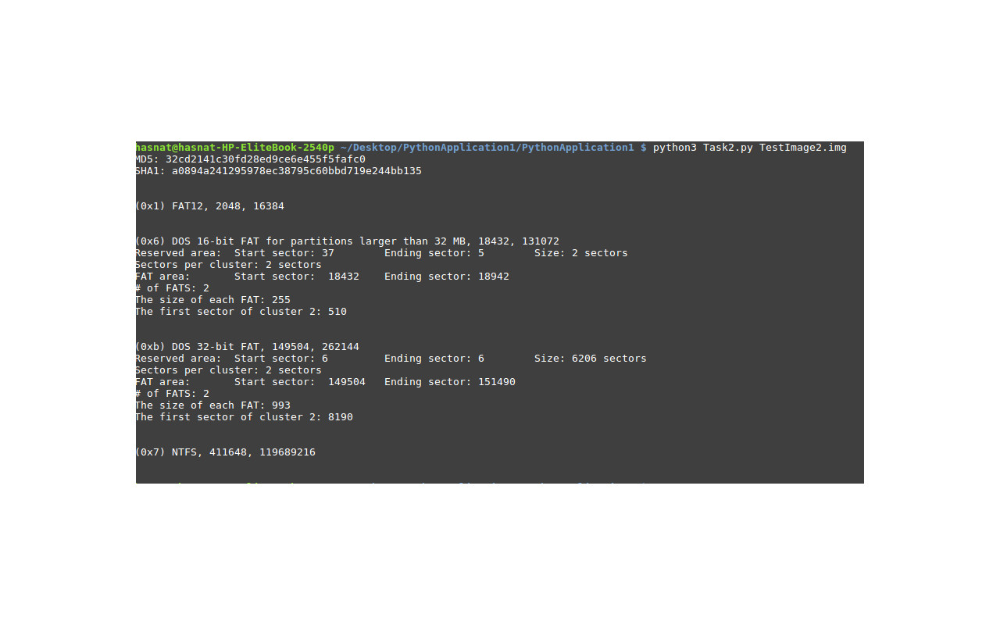 hasnat@hasnat-HP-EliteBook-2540p ~/Desktop/PythonApplication1/PythonApplication1 $ python3 Task2.py TestImage2.img
MD5: 32cd2141c30fd28ed9ce6e455f5fafc0
SHA1: a0894a241295978ec38795c60bbd719e244bb135
(0x1) FAT12, 2048, 16384
(0x6) DOS 16-bit FAT for partitions larger than 32 MB, 18432, 131072
Reserved area:  Start sector: 37        Ending sector: 5        Size: 2 sectors
Sectors per cluster: 2 sectors
FAT area:       Start sector:  18432    Ending sector: 18942
# of FATS: 2
The size of each FAT: 255
The first sector of cluster 2: 510
(0xb) DOS 32-bit FAT, 149504, 262144
Reserved area:  Start sector: 6         Ending sector: 6        Size: 6206 sectors
Sectors per cluster: 2 sectors
FAT area:       Start sector:  149504   Ending sector: 151490
# of FATS: 2
The size of each FAT: 993
The first sector of cluster 2: 8190
(0x7) NTFS, 411648, 119689216